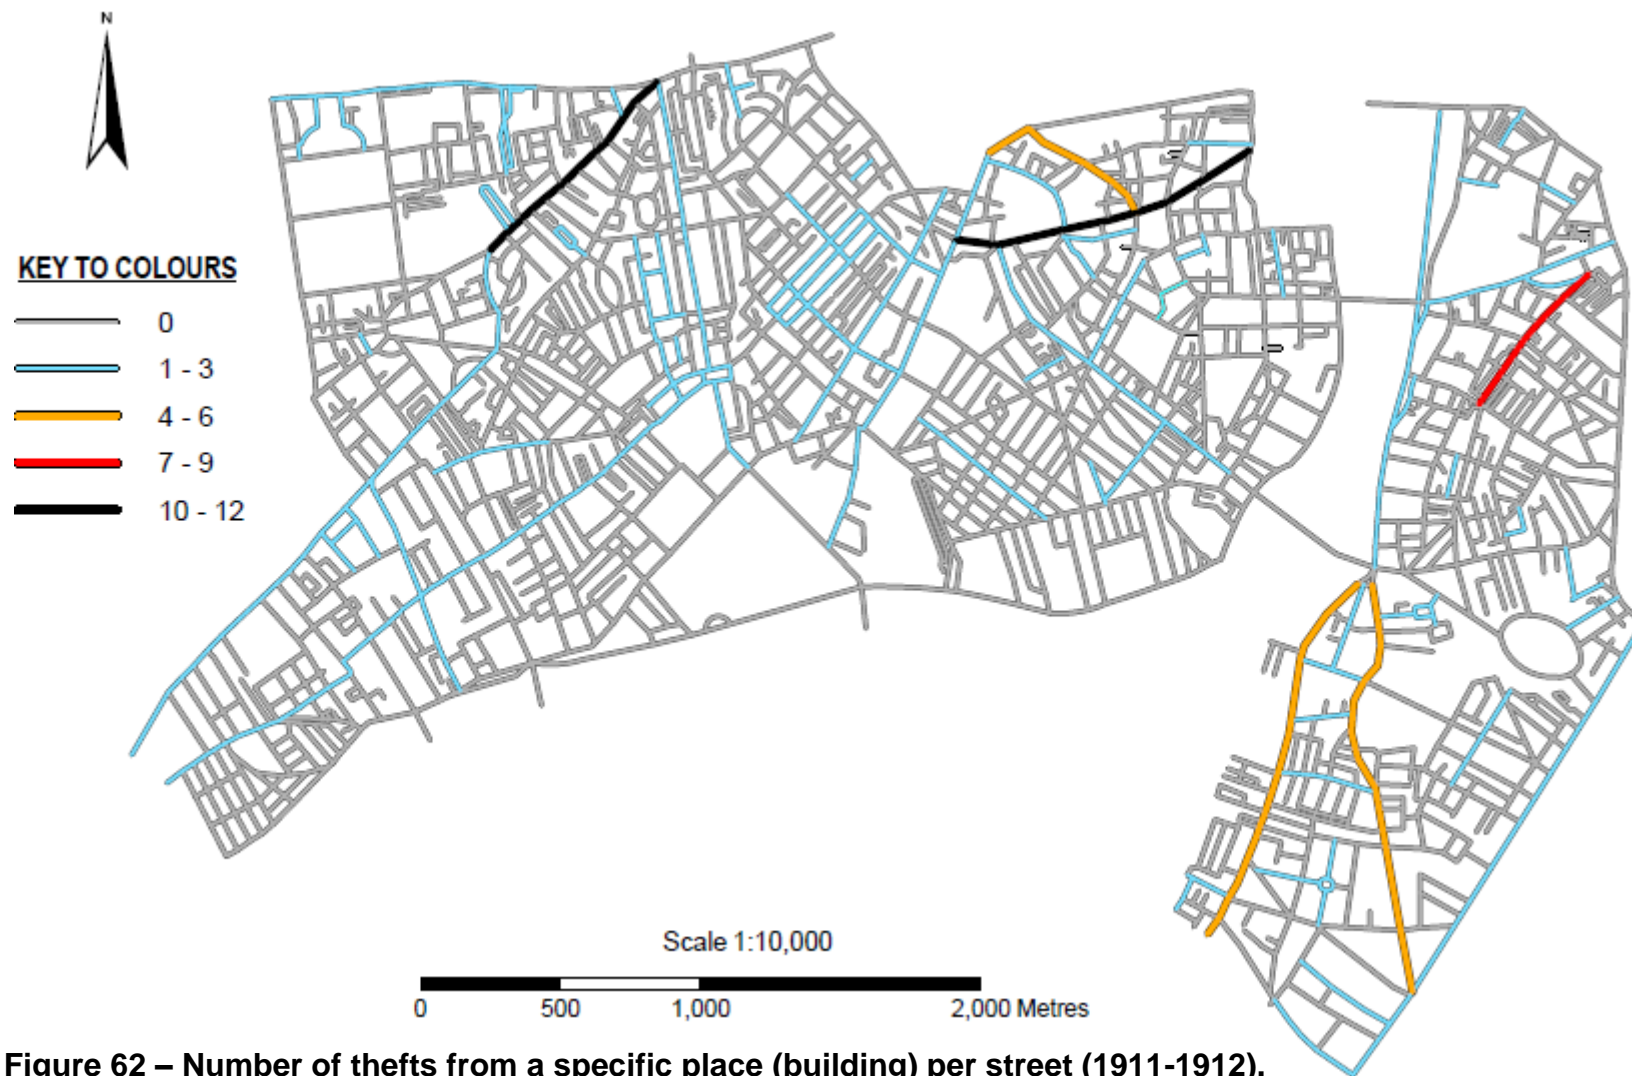 N
KEY TO COLOURS
0
1 - 3
4 - 6
7 - 9
10 - 12
Scale 1:10,000
0 500 1,000 2,000 Metres
Figure 62 – Number of thefts from a specific place (building) per street (1911-1912).